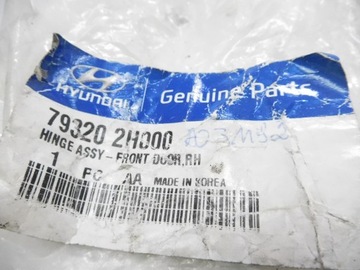 HYUNDAI
Genuine Parts
79320 2H000
HINGE ASSY-FRONT DOOR,RH
1 PC AA MADE IN KOREA